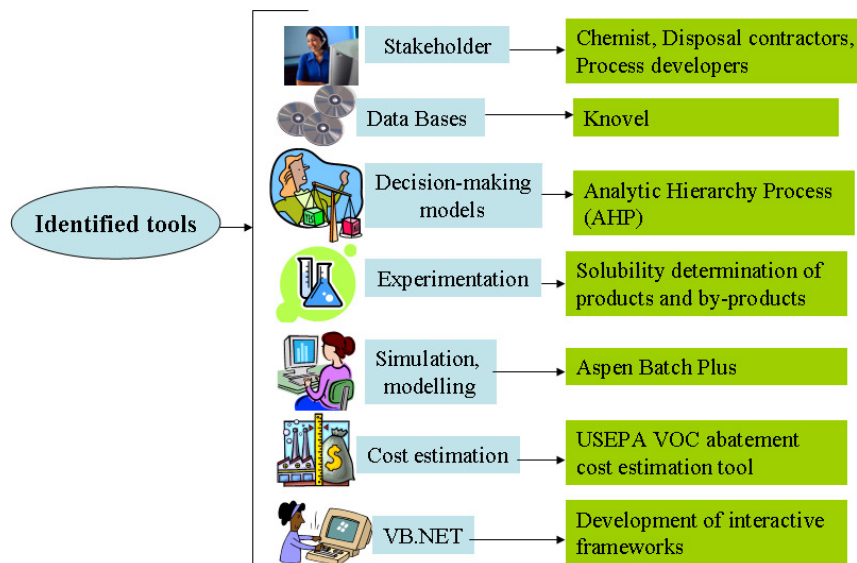 Stakeholder
Chemist, Disposal contractors,
Process developers
Data Bases
Knovel
Decision-making
models
Analytic Hierarchy Process
(AHP)
Identified tools
Experimentation
Solubility determination of
products and by-products
Simulation,
modelling
Aspen Batch Plus
Cost estimation
USEPA VOC abatement
cost estimation tool
$
VB.NET
Development of interactive
frameworks